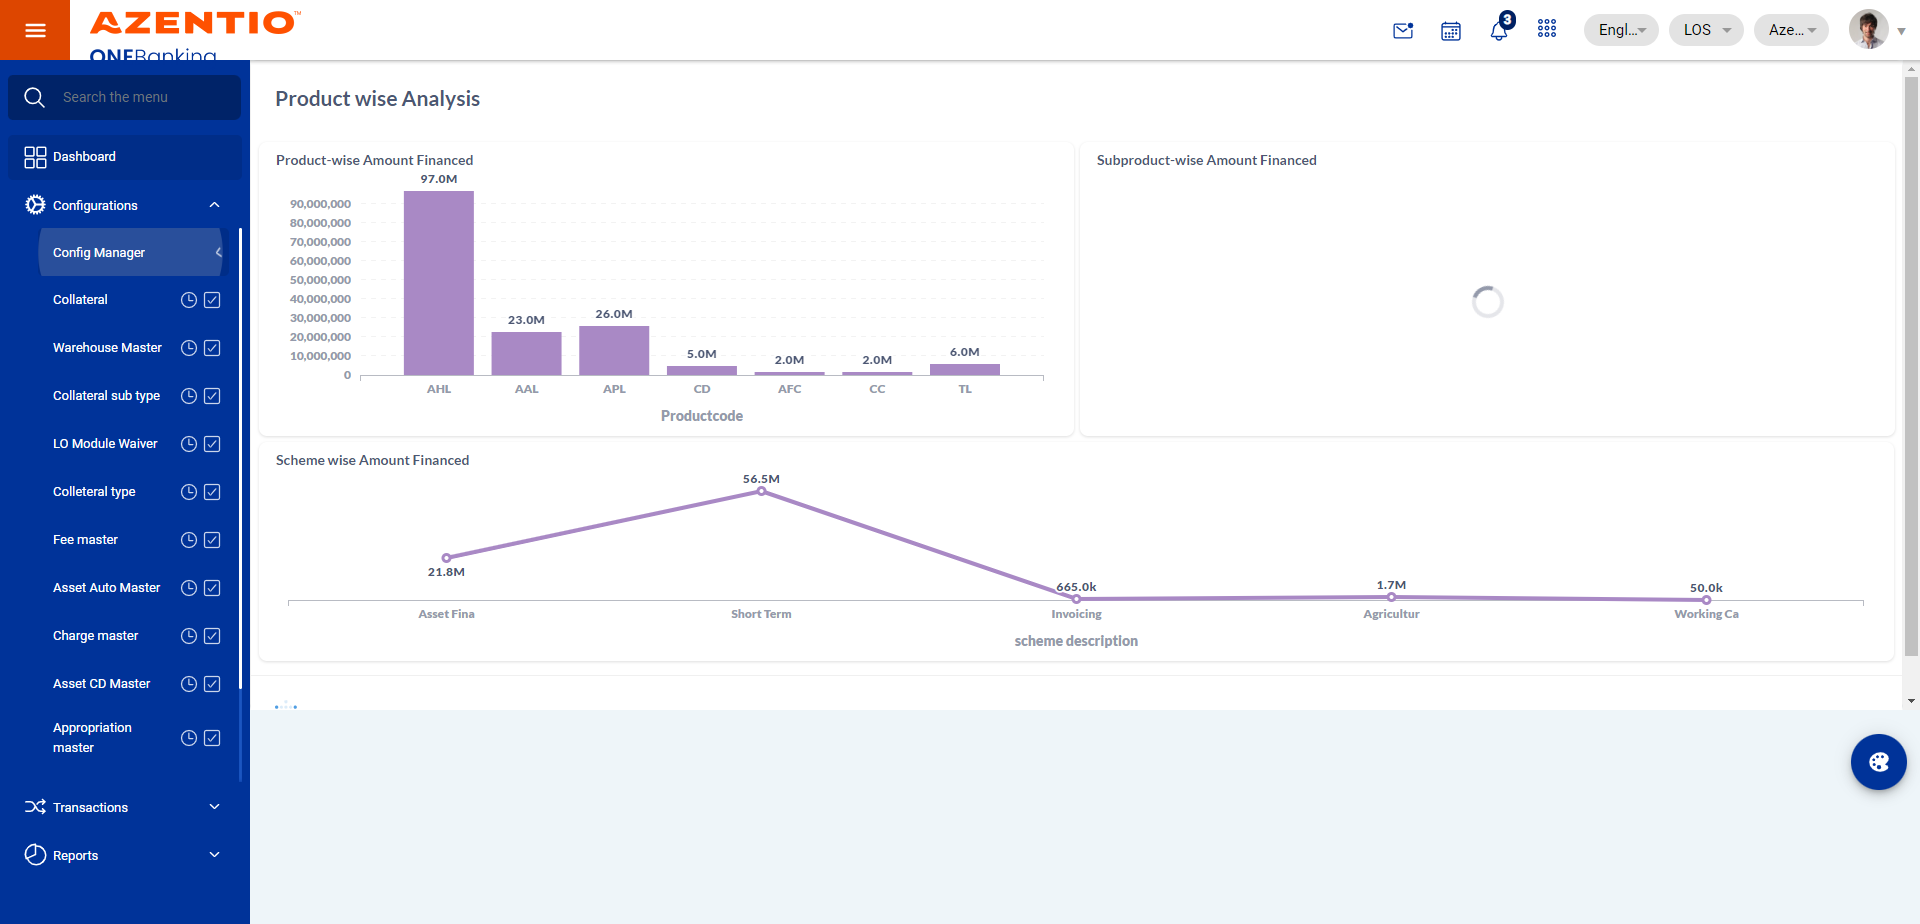 AZENTIO™
ONEBanking
3
Engl...
LOS
Aze...
Search the menu
Dashboard
Configurations
Config Manager
Collateral
Warehouse Master
Collateral sub type
LO Module Waiver
Colleteral type
Fee master
Asset Auto Master
Charge master
Asset CD Master
Appropriation
master
Transactions
Reports
Product wise Analysis
Product-wise Amount Financed
97.0M
90,000,000
80,000,000
70,000,000
60,000,000
50,000,000
40,000,000
30,000,000
20,000,000
10,000,000
0
23.0M
26.0M
5.0M
2.0M
2.0M
6.0M
AHL
AAL
APL
CD
AFC
CC
TL
Productcode
Subproduct-wise Amount Financed
Scheme wise Amount Financed
56.5M
21.8M
665.0k
1.7M
50.0k
Asset Fina
Short Term
Invoicing
Agricultur
Working Ca
scheme description